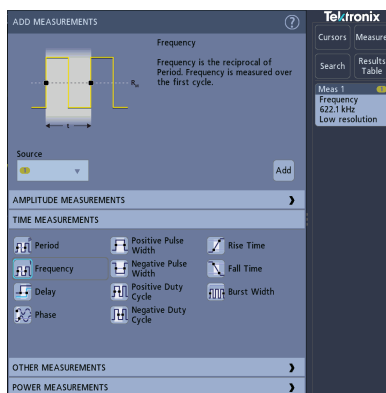 ADD MEASUREMENTS
?
Frequency
Frequency is the reciprocal of
Period. Frequency is measured over
the first cycle.
t
Source
1
Add
AMPLITUDE MEASUREMENTS
TIME MEASUREMENTS
Period
Positive Pulse
Width
Rise Time
Frequency
Negative Pulse
Width
Fall Time
Delay
Positive Duty
Cycle
Burst Width
Phase
Negative Duty
Cycle
OTHER MEASUREMENTS
POWER MEASUREMENTS
Tektronix
Cursors
Measure
Search
Results
Table
Meas 1
1
Frequency
622.1 kHz
Low resolution